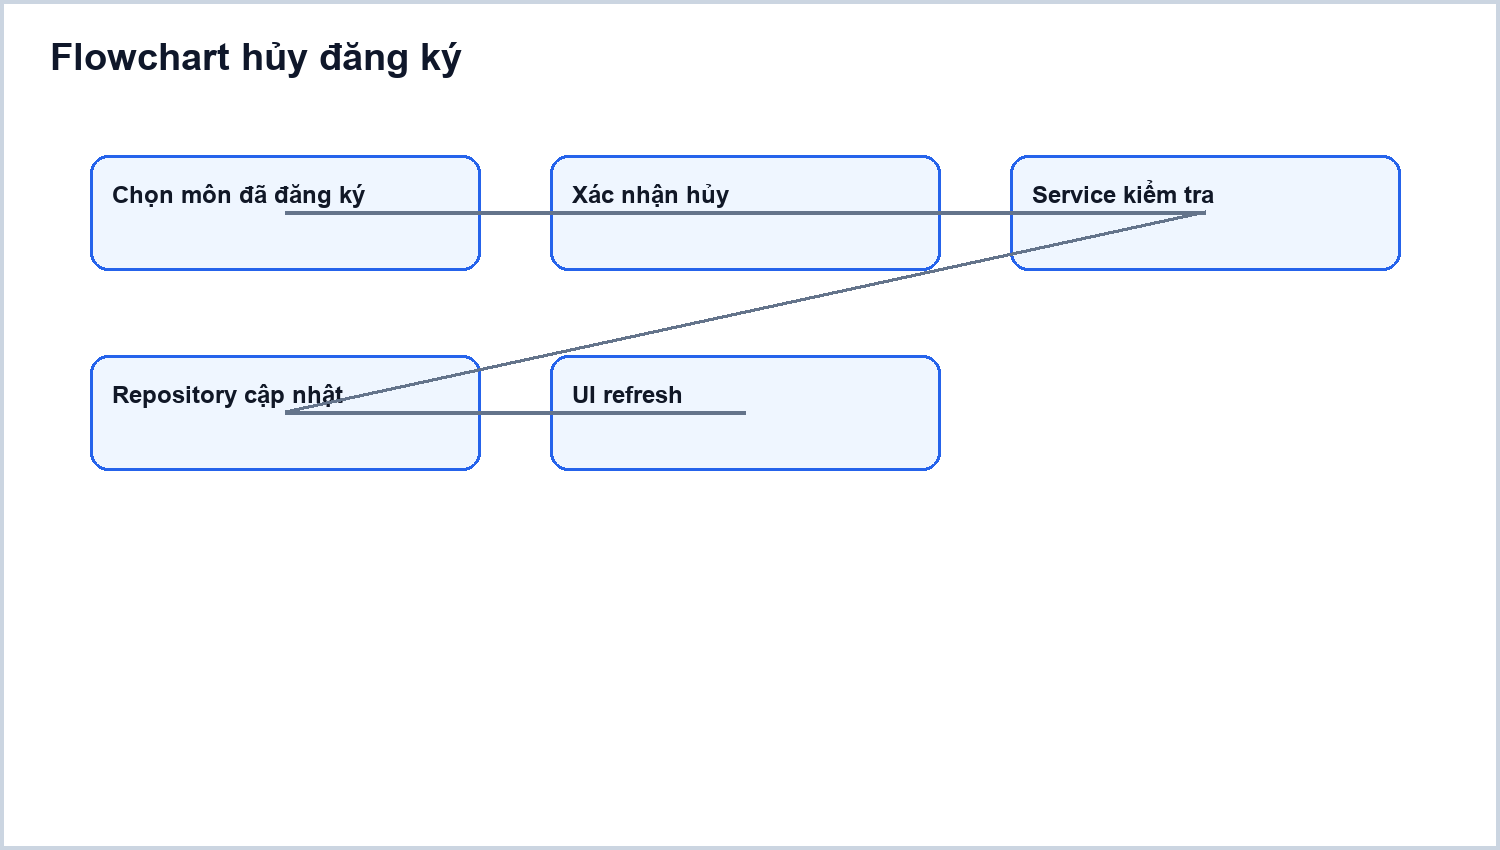 Flowchart hủy đăng ký
Chọn môn đã đăng ký
Xác nhận hủy
Service kiểm tra
Repository cập nhật
UI refresh